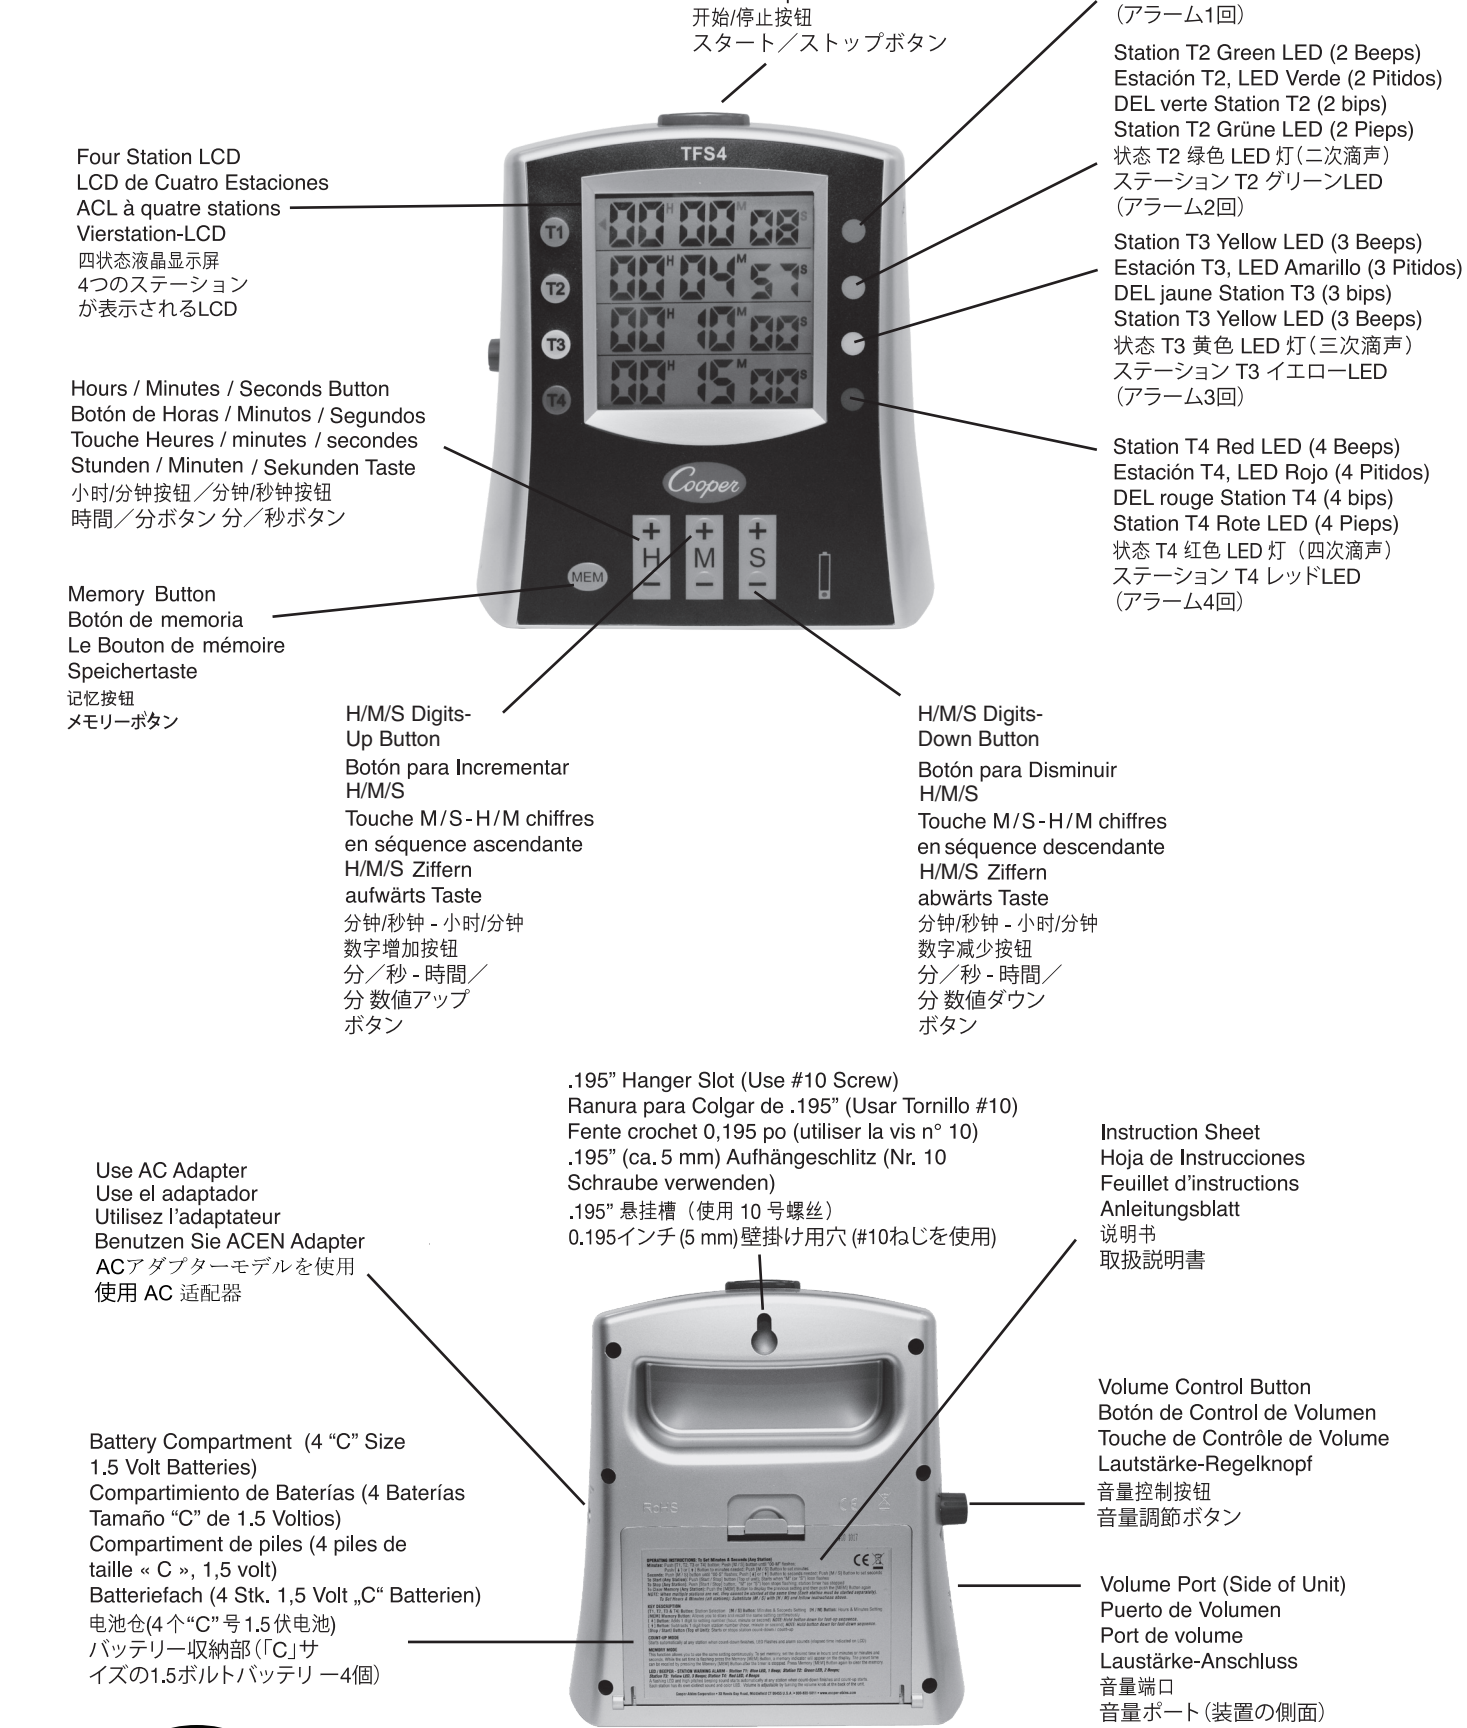 开始/停止按钮
スタート／ストップボタン
(アラーム1回)
Station T2 Green LED (2 Beeps)
Estación T2, LED Verde (2 Pitidos)
DEL verte Station T2 (2 bips)
Station T2 Grüne LED (2 Pieps)
状态 T2 绿色 LED 灯(二次滴声)
ステーション T2 グリーンLED
(アラーム2回)
Station T3 Yellow LED (3 Beeps)
Estación T3, LED Amarillo (3 Pitidos)
DEL jaune Station T3 (3 bips)
Station T3 Yellow LED (3 Beeps)
状态 T3 黄色 LED 灯(三次滴声)
ステーション T3 イエローLED
(アラーム3回)
Station T4 Red LED (4 Beeps)
Estación T4, LED Rojo (4 Pitidos)
DEL rouge Station T4 (4 bips)
Station T4 Rote LED (4 Pieps)
状态 T4 红色 LED 灯 (四次滴声)
ステーション T4 レッドLED
(アラーム4回)
Four Station LCD
LCD de Cuatro Estaciones
ACL à quatre stations
Vierstation-LCD
四状态液晶显示屏
4つのステーション
が表示されるLCD
Hours / Minutes / Seconds Button
Botón de Horas / Minutos / Segundos
Touche Heures / minutes / secondes
Stunden / Minuten / Sekunden Taste
小时/分钟按钮／分钟/秒钟按钮
時間／分ボタン 分／秒ボタン
Memory Button
Botón de memoria
Le Bouton de mémoire
Speichertaste
记忆按钮
メモリーボタン
TFS4
T1 00 H 00 M 08 S
T2 00 H 04 M 57 S
T3 00 H 10 M 00 S
T4 00 H 15 M 00 S
Cooper
+ + +
H M S
MEM
− − −
H/M/S Digits-
Up Button
Botón para Incrementar
H/M/S
Touche M/S-H/M chiffres
en séquence ascendante
H/M/S Ziffern
aufwärts Taste
分钟/秒钟 - 小时/分钟
数字增加按钮
分／秒 - 時間／
分 数値アップ
ボタン
H/M/S Digits-
Down Button
Botón para Disminuir
H/M/S
Touche M/S-H/M chiffres
en séquence descendante
H/M/S Ziffern
abwärts Taste
分钟/秒钟 - 小时/分钟
数字减少按钮
分／秒 - 時間／
分 数値ダウン
ボタン
.195” Hanger Slot (Use #10 Screw)
Ranura para Colgar de .195” (Usar Tornillo #10)
Fente crochet 0,195 po (utiliser la vis n° 10)
.195” (ca. 5 mm) Aufhängeschlitz (Nr. 10
Schraube verwenden)
.195” 悬挂槽 (使用 10 号螺丝)
0.195インチ (5 mm) 壁掛け用穴 (#10ねじを使用)
Use AC Adapter
Use el adaptador
Utilisez l’adaptateur
Benutzen Sie ACEN Adapter
ACアダプターモデルを使用
使用 AC 适配器
Instruction Sheet
Hoja de Instrucciones
Feuillet d’instructions
Anleitungsblatt
说明书
取扱説明書
Battery Compartment (4 “C” Size
1.5 Volt Batteries)
Compartimiento de Baterías (4 Baterías
Tamaño “C” de 1.5 Voltios)
Compartiment de piles (4 piles de
taille « C », 1,5 volt)
Batteriefach (4 Stk. 1,5 Volt „C“ Batterien)
电池仓(4个“C”号1.5伏电池)
バッテリー収納部(「C」サ
イズの1.5ボルトバッテリ ー4個)
Volume Control Button
Botón de Control de Volumen
Touche de Contrôle de Volume
Lautstärke-Regelknopf
音量控制按钮
音量調節ボタン
Volume Port (Side of Unit)
Puerto de Volumen
Port de volume
Laustärke-Anschluss
音量端口
音量ポート(装置の側面)
RoHS
CE
OPERATING INSTRUCTIONS: To Set Minutes & Seconds (Any Station)
CE
KEY DESCRIPTION
COUNT-UP MODE
MEMORY MODE